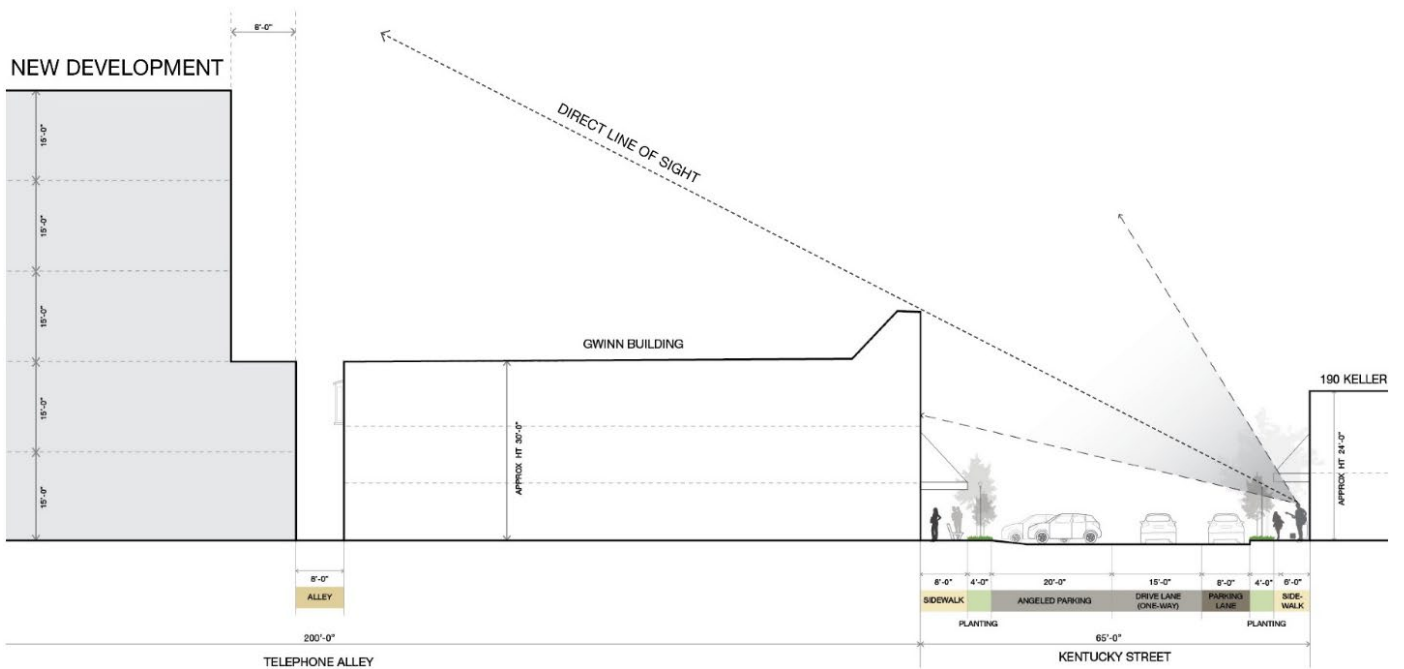 NEW DEVELOPMENT
DIRECT LINE OF SIGHT
15'-0"
15'-0"
15'-0"
15'-0"
15'-0"
GWINN BUILDING
APPROX HT 30'-0"
190 KELLER
APPROX HT 24'-0"
8'-0"
ALLEY
8'-0"
4'-0"
20'-0"
15'-0"
8'-0"
4'-0"
6'-0"
SIDEWALK
ANGELED PARKING
DRIVE LANE
(ONE-WAY)
PARKING
LANE
SIDE-
WALK
PLANTING
PLANTING
200'-0"
65'-0"
TELEPHONE ALLEY
KENTUCKY STREET